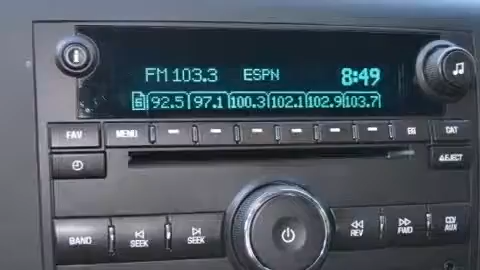 FM 103.3 ESPN 8:49
6 92.5 97.1 100.3 102.1 102.9 103.7
FAV MENU EQ CAT
EJECT
BAND SEEK SEEK REV FWD CD/
AUX